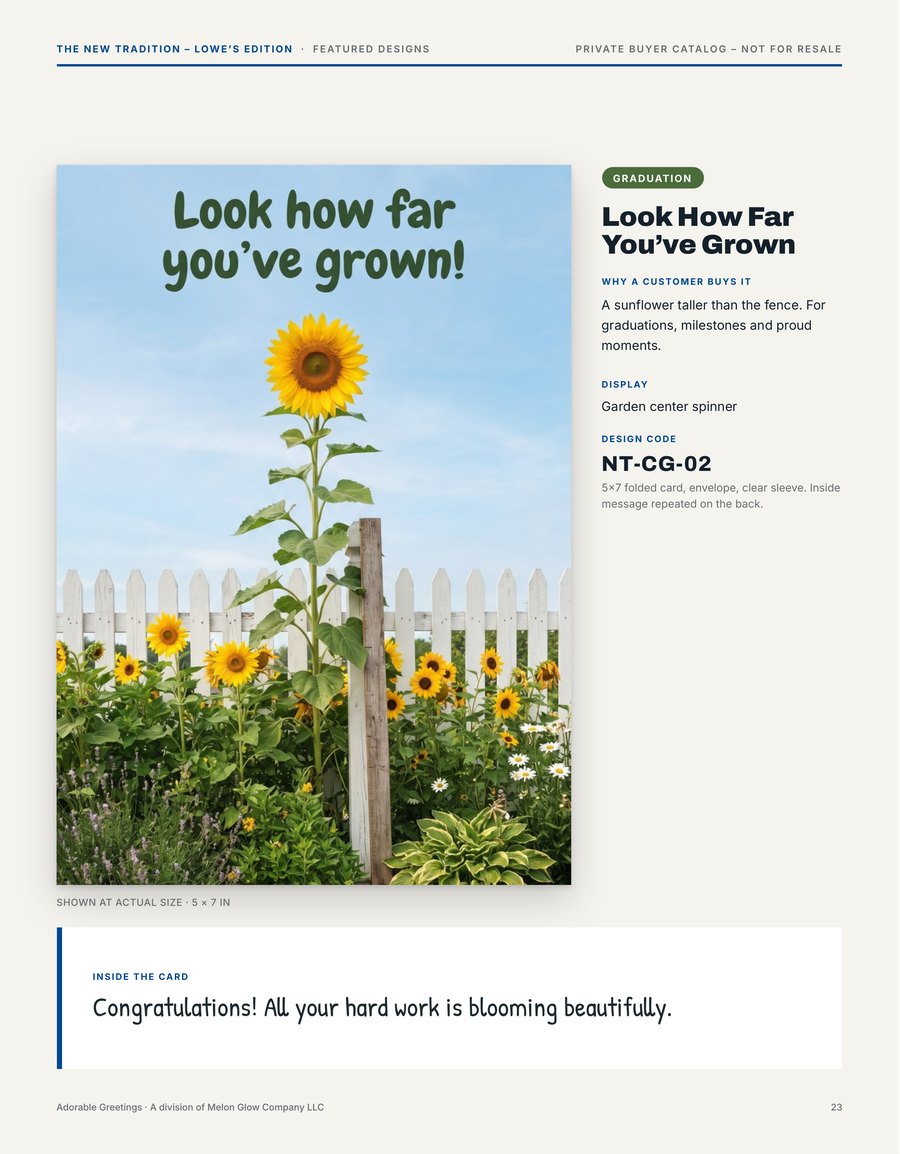 THE NEW TRADITION – LOWE’S EDITION · FEATURED DESIGNS
PRIVATE BUYER CATALOG – NOT FOR RESALE
Look how far
you’ve grown!
GRADUATION
Look How Far
You’ve Grown
WHY A CUSTOMER BUYS IT
A sunflower taller than the fence. For
graduations, milestones and proud
moments.
DISPLAY
Garden center spinner
DESIGN CODE
NT-CG-02
5×7 folded card, envelope, clear sleeve. Inside
message repeated on the back.
SHOWN AT ACTUAL SIZE · 5 × 7 IN
INSIDE THE CARD
Congratulations! All your hard work is blooming beautifully.
Adorable Greetings · A division of Melon Glow Company LLC
23